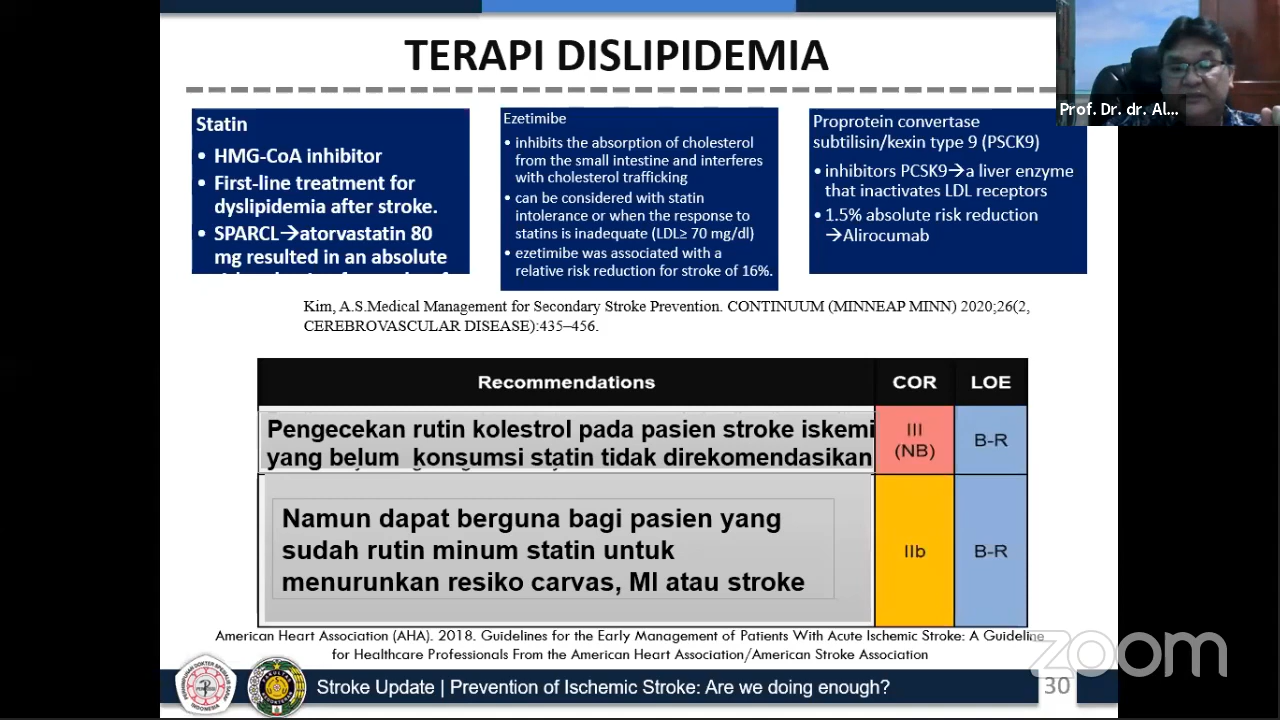 TERAPI DISLIPIDEMIA
Prof. Dr. dr. Al...
Statin
• HMG-CoA inhibitor
• First-line treatment for
dyslipidemia after stroke.
• SPARCL→atorvastatin 80
mg resulted in an absolute
Ezetimibe
• inhibits the absorption of cholesterol
from the small intestine and interferes
with cholesterol trafficking
• can be considered with statin
intolerance or when the response to
statins is inadequate (LDL≥ 70 mg/dl)
• ezetimibe was associated with a
relative risk reduction for stroke of 16%.
Proprotein convertase
subtilisin/kexin type 9 (PSCK9)
• inhibitors PCSK9→a liver enzyme
that inactivates LDL receptors
• 1.5% absolute risk reduction
→Alirocumab
Kim, A.S.Medical Management for Secondary Stroke Prevention. CONTINUUM (MINNEAP MINN) 2020;26(2,
CEREBROVASCULAR DISEASE):435–456.
Recommendations COR LOE
Pengecekan rutin kolestrol pada pasien stroke iskemi
yang belum konsumsi statin tidak direkomendasikan
III
(NB)
B-R
Namun dapat berguna bagi pasien yang
sudah rutin minum statin untuk
menurunkan resiko carvas, MI atau stroke
IIb
B-R
American Heart Association (AHA). 2018. Guidelines for the Early Management of Patients With Acute Ischemic Stroke: A Guideline
for Healthcare Professionals From the American Heart Association/American Stroke Association
zoom
Stroke Update | Prevention of Ischemic Stroke: Are we doing enough?
30